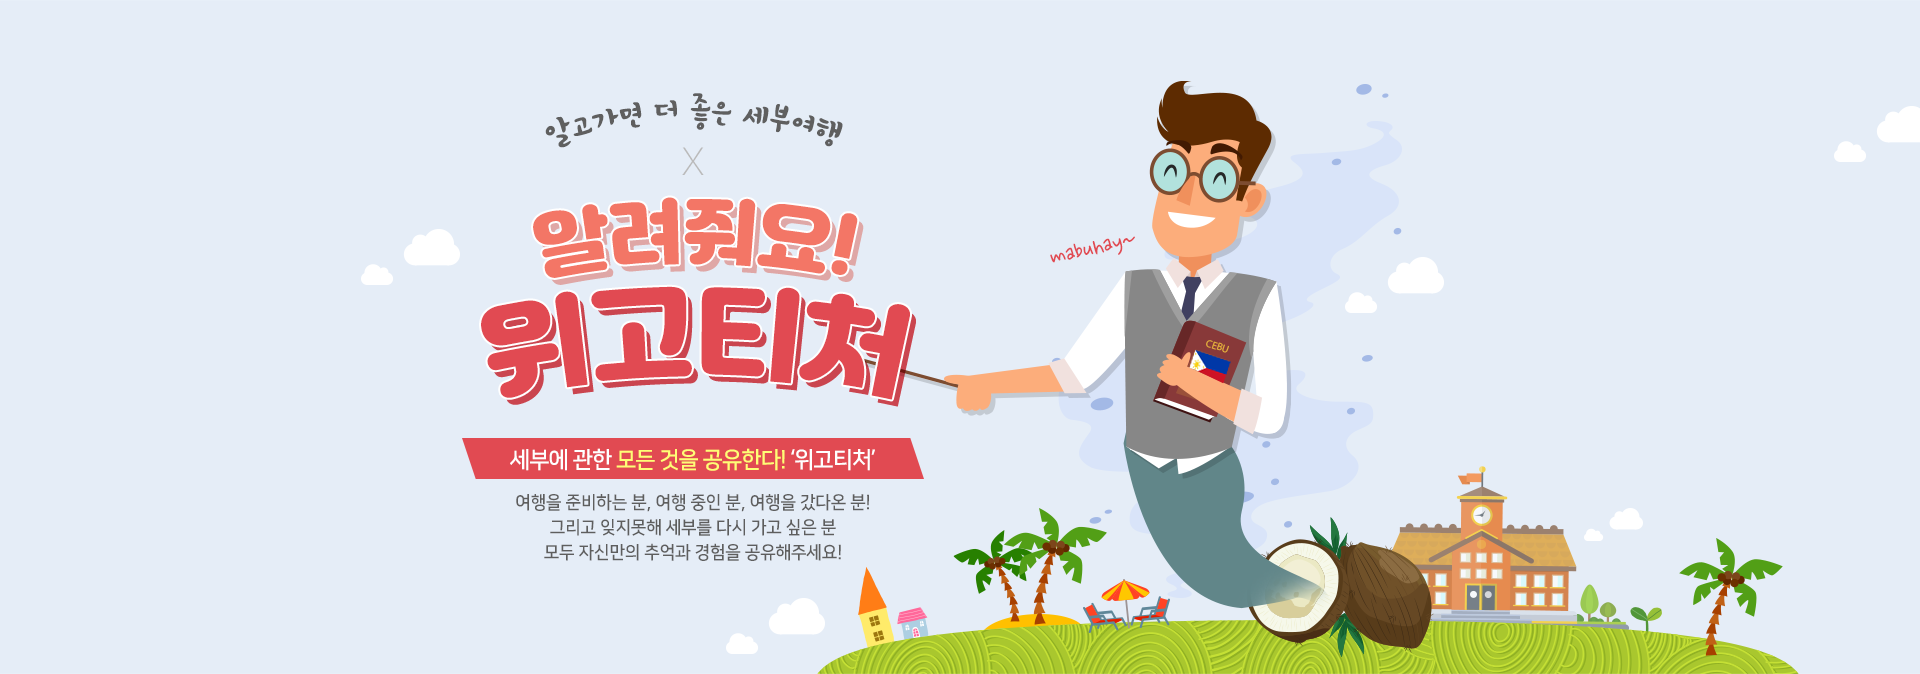 알고가면 더 좋은 세부여행
X
알려줘요!
위고티처
mabuhay~
CEBU
세부에 관한 모든 것을 공유한다! ‘위고티처’
여행을 준비하는 분, 여행 중인 분, 여행을 갔다온 분!
그리고 잊지못해 세부를 다시 가고 싶은 분
모두 자신만의 추억과 경험을 공유해주세요!